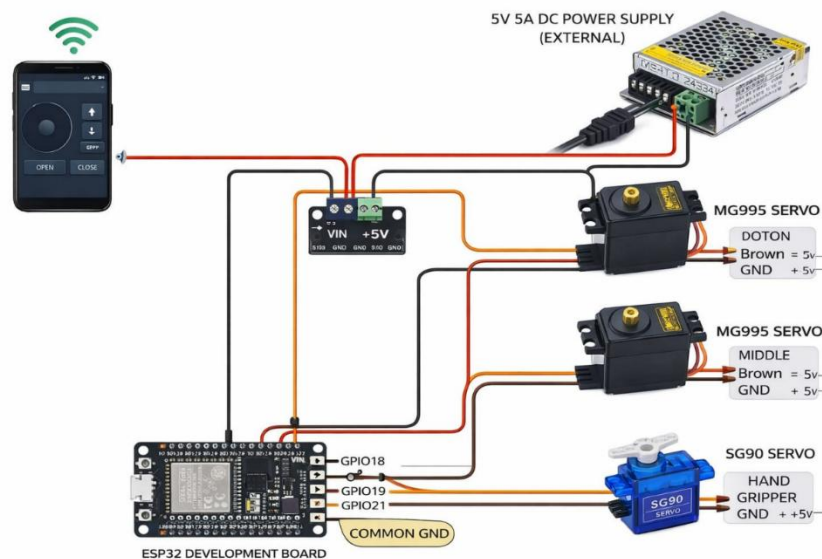 5V 5A DC POWER SUPPLY
(EXTERNAL)
OPEN
CLOSE
VIN
+5V
GND
GND
GND
MG995 SERVO
DOTON
Brown = 5v
GND + 5v
MG995 SERVO
MIDDLE
Brown = 5v
GND + 5v
SG90 SERVO
HAND
GRIPPER
GND + +5V
SG90
SERVO
VIN
GPIO18
GPIO19
GPIO21
COMMON GND
ESP32 DEVELOPMENT BOARD